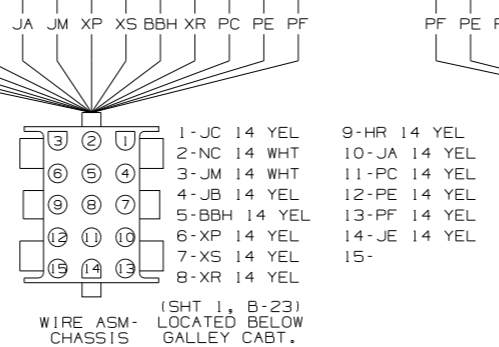 JA JM XP XS BBH XR PC PE PF
PF PE
3 2 1
6 5 4
9 8 7
12 11 10
15 14 13
1-JC 14 YEL
2-NC 14 WHT
3-JM 14 WHT
4-JB 14 YEL
5-BBH 14 YEL
6-XP 14 YEL
7-XS 14 YEL
8-XR 14 YEL
9-HR 14 YEL
10-JA 14 YEL
11-PC 14 YEL
12-PE 14 YEL
13-PF 14 YEL
14-JE 14 YEL
15-
WIRE ASM-
CHASSIS
(SHT 1, B-23)
LOCATED BELOW
GALLEY CABT.